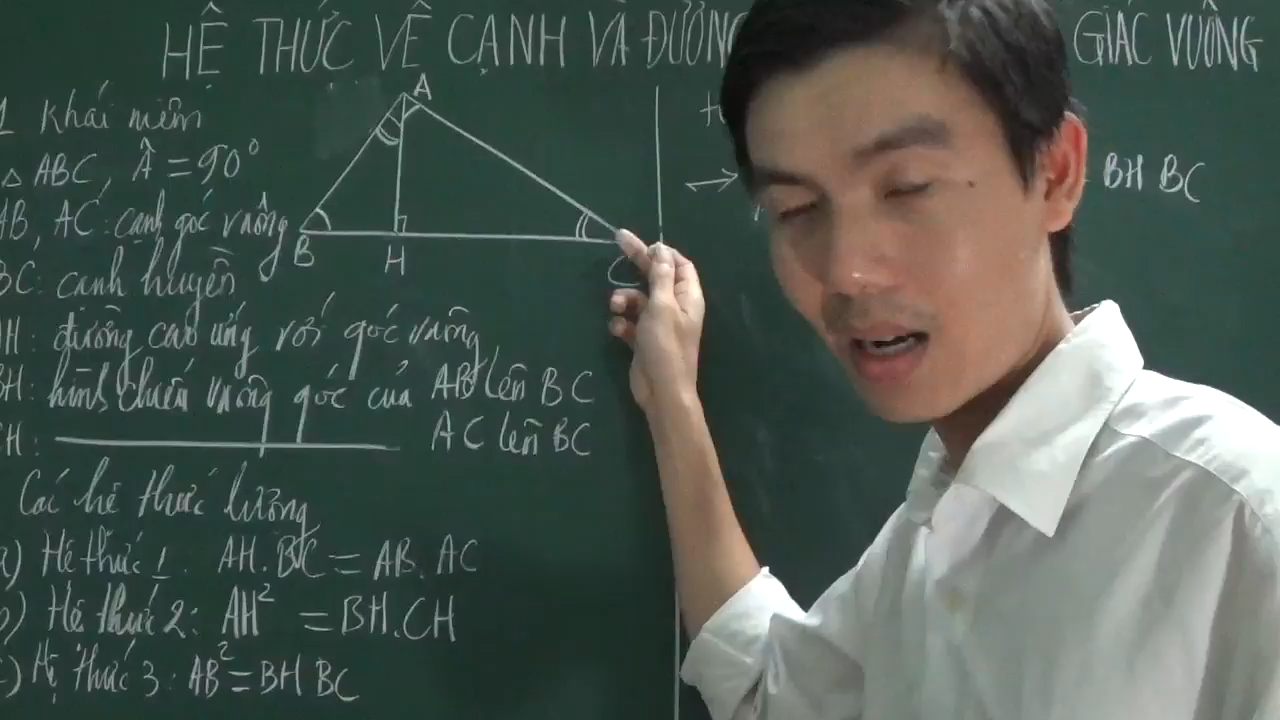 HỆ THỨC VỀ CẠNH VÀ ĐƯỜNG GIÁC VUÔNG
1 Khái niệm
△ ABC, Â = 90°
AB, AC: cạnh góc vuông
BC: cạnh huyền
AH: đường cao ứng với góc vuông
BH: hình chiếu vuông góc của AB lên BC
CH: AC lên BC
Các hệ thức lượng
a) Hệ thức 1. AH.BC = AB.AC
b) Hệ thức 2: AH² = BH.CH
c) Hệ thức 3: AB² = BH BC
A
B
H
C
BH BC